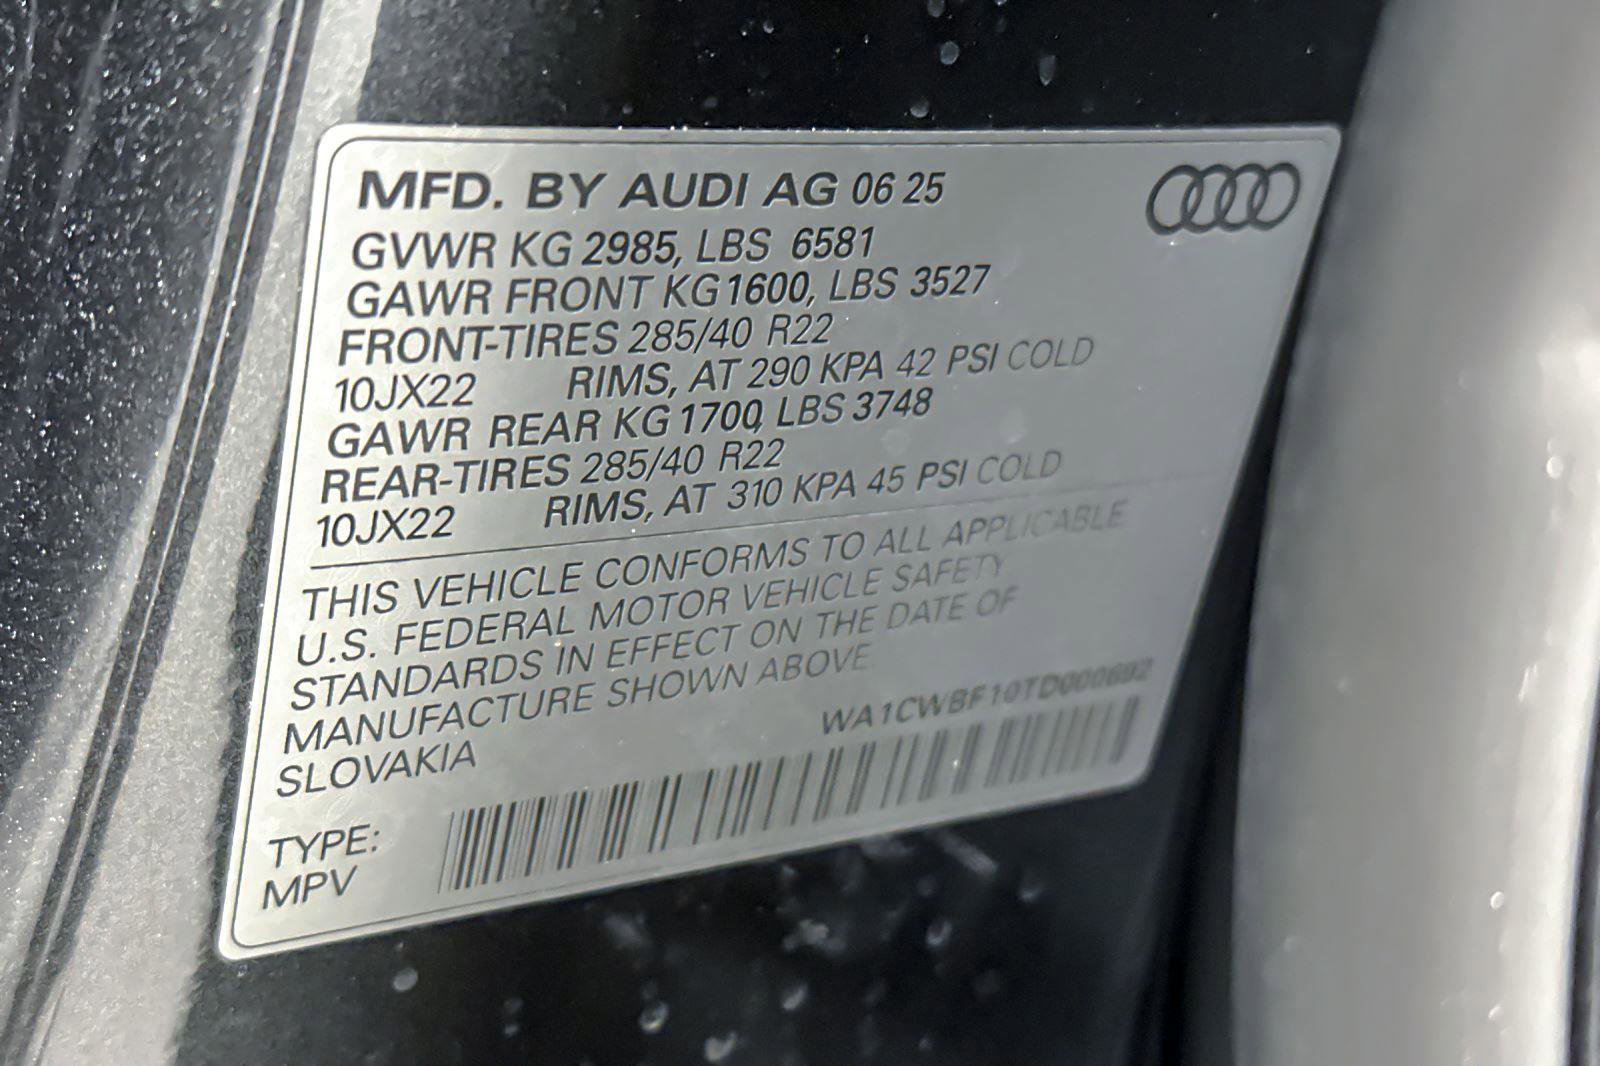 MFD. BY AUDI AG 06 25
GVWR KG 2985, LBS 6581
GAWR FRONT KG 1600, LBS 3527
FRONT-TIRES 285/40 R22
10JX22 RIMS, AT 290 KPA 42 PSI COLD
GAWR REAR KG 1700, LBS 3748
REAR-TIRES 285/40 R22
10JX22 RIMS, AT 310 KPA 45 PSI COLD
THIS VEHICLE CONFORMS TO ALL APPLICABLE
U.S. FEDERAL MOTOR VEHICLE SAFETY
STANDARDS IN EFFECT ON THE DATE OF
MANUFACTURE SHOWN ABOVE.
SLOVAKIA
WA1CWBF10TD000692
TYPE:
MPV